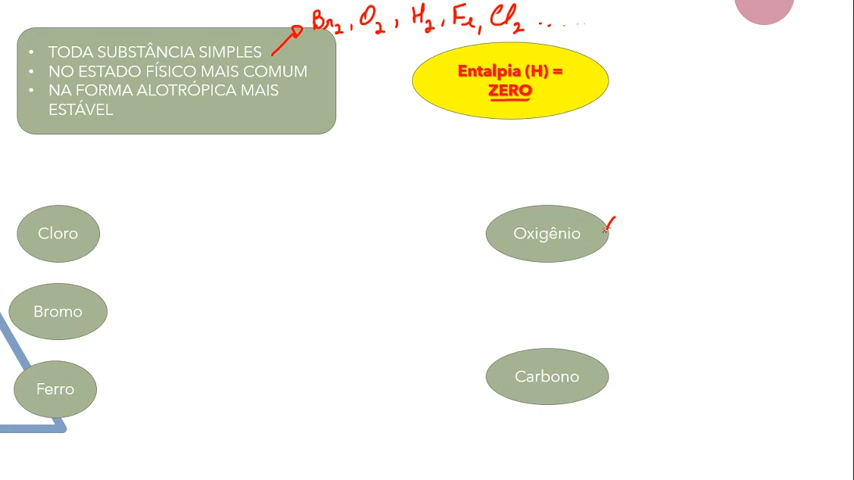 Br₂, O₂, H₂, Fe, Cl₂ .........
• TODA SUBSTÂNCIA SIMPLES
• NO ESTADO FÍSICO MAIS COMUM
• NA FORMA ALOTRÓPICA MAIS
ESTÁVEL
Entalpia (H) =
ZERO
Cloro
Oxigênio
Bromo
Ferro
Carbono